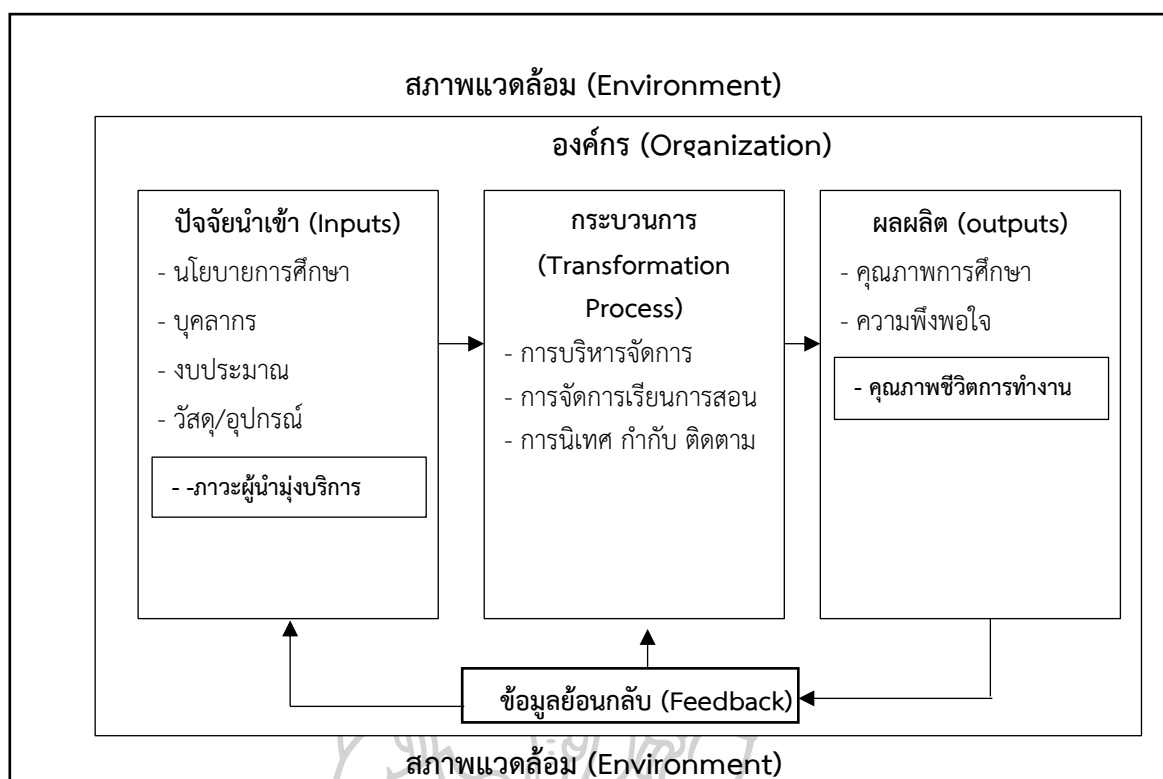 สภาพแวดล้อม (Environment)
องค์กร (Organization)
ปัจจัยนำเข้า (Inputs)
- นโยบายการศึกษา
- บุคลากร
- งบประมาณ
- วัสดุ/อุปกรณ์
- -ภาวะผู้นำมุ่งบริการ
กระบวนการ
(Transformation
Process)
- การบริหารจัดการ
- การจัดการเรียนการสอน
- การนิเทศ กำกับ ติดตาม
ผลผลิต (outputs)
- คุณภาพการศึกษา
- ความพึงพอใจ
- คุณภาพชีวิตการทำงาน
ข้อมูลย้อนกลับ (Feedback)
สภาพแวดล้อม (Environment)